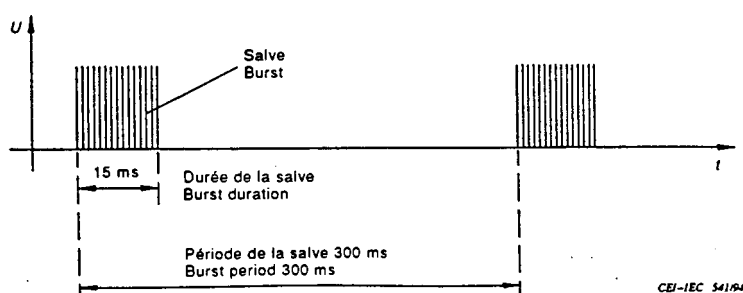 U
Salve
Burst
15 ms
Durée de la salve
Burst duration
t
Période de la salve 300 ms
Burst period 300 ms
CEI-IEC 541/94